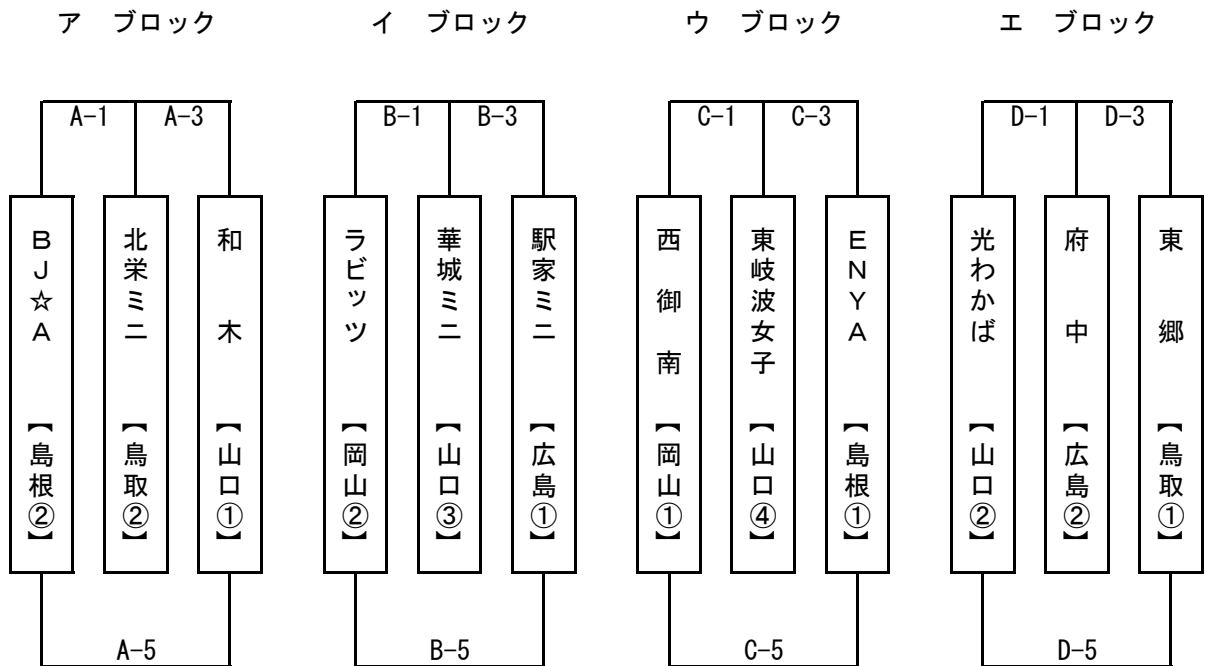 ア　ブロック
イ　ブロック
ウ　ブロック
エ　ブロック
A-1
A-3
B-1
B-3
C-1
C-3
D-1
D-3
ＢＪ☆Ａ　【島根②】
北栄ミニ　【鳥取②】
和木　【山口①】
ラビッツ　【岡山②】
華城ミニ　【山口③】
駅家ミニ　【広島①】
西御南　【岡山①】
東岐波女子　【山口④】
ＥＮＹＡ　【島根①】
光わかば　【山口②】
府中　【広島②】
東郷　【鳥取①】
A-5
B-5
C-5
D-5